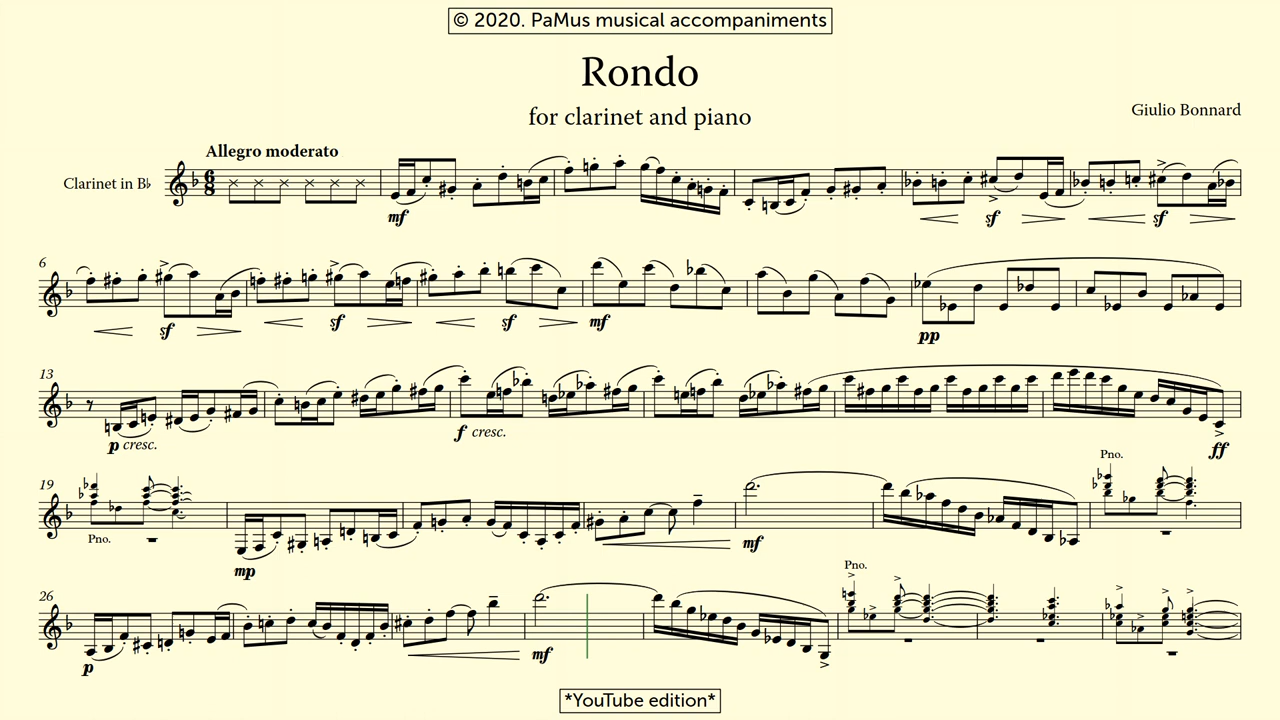 © 2020. PaMus musical accompaniments
Rondo
for clarinet and piano
Giulio Bonnard
Allegro moderato
Clarinet in B♭
6
8
mf
sf
sf
6
sf
sf
sf
mf
pp
13
p cresc.
f cresc.
ff
19
Pno.
mp
mf
Pno.
26
p
mf
Pno.
*YouTube edition*